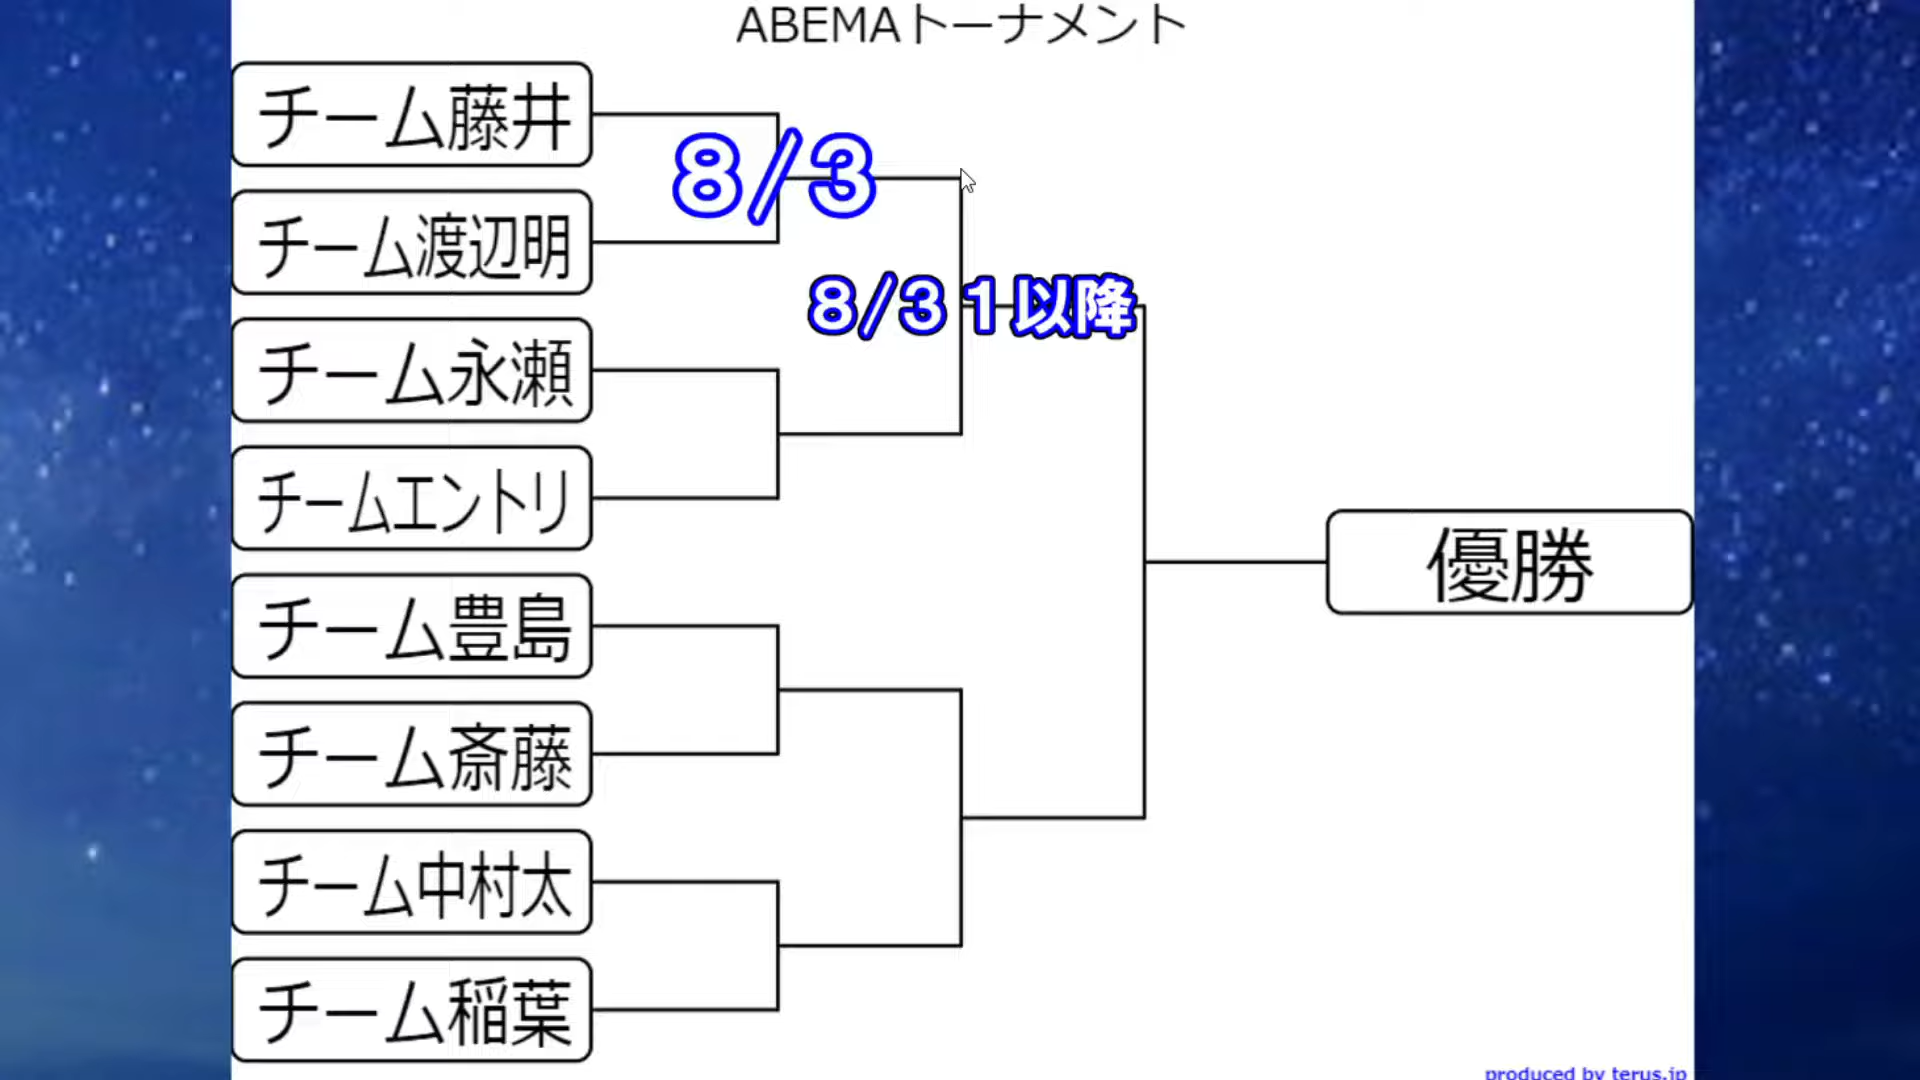 ABEMAトーナメント
チーム藤井
8/3
チーム渡辺明
8/31以降
チーム永瀬
チームエントリ
優勝
チーム豊島
チーム斎藤
チーム中村太
チーム稲葉
produced by terus.jp